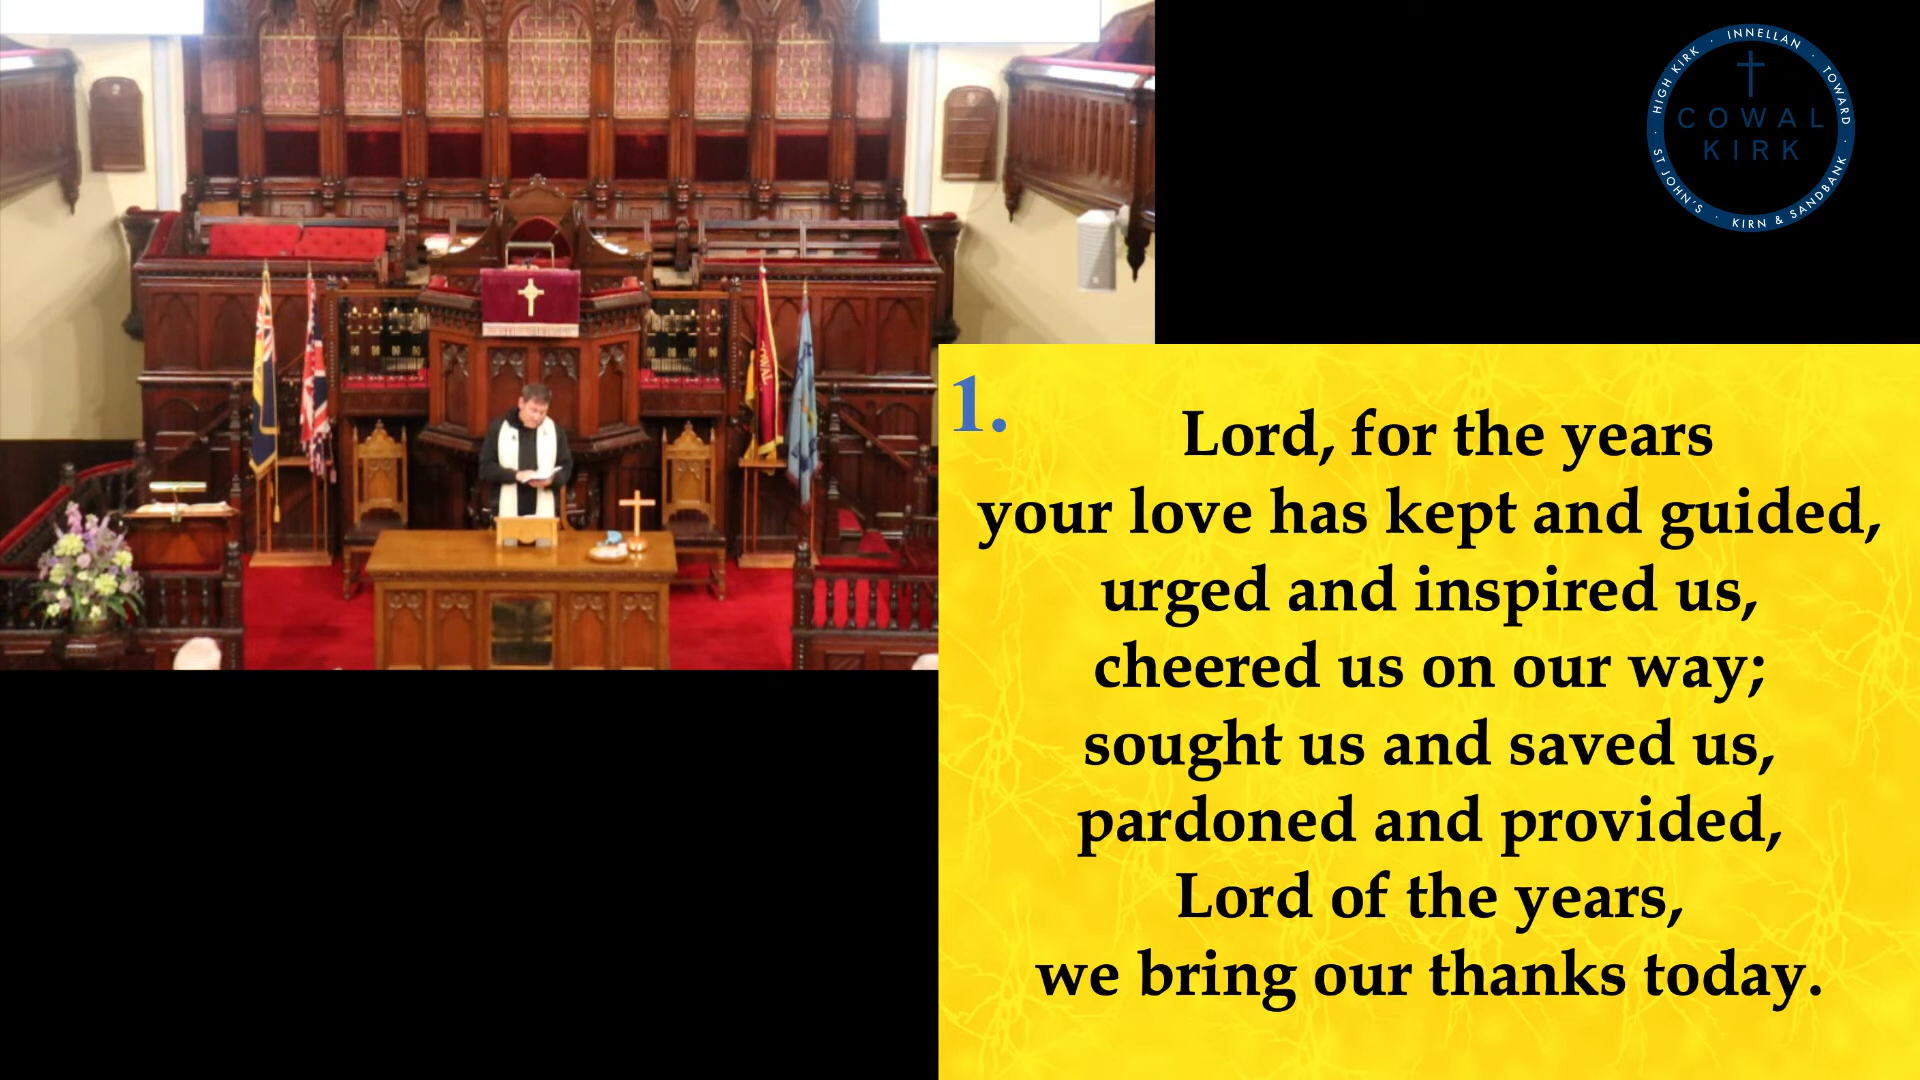 HIGH KIRK · INNELLAN · TOWARD · KIRN & SANDBANK · ST JOHN'S ·
COWAL
KIRK
1.
Lord, for the years
your love has kept and guided,
urged and inspired us,
cheered us on our way;
sought us and saved us,
pardoned and provided,
Lord of the years,
we bring our thanks today.